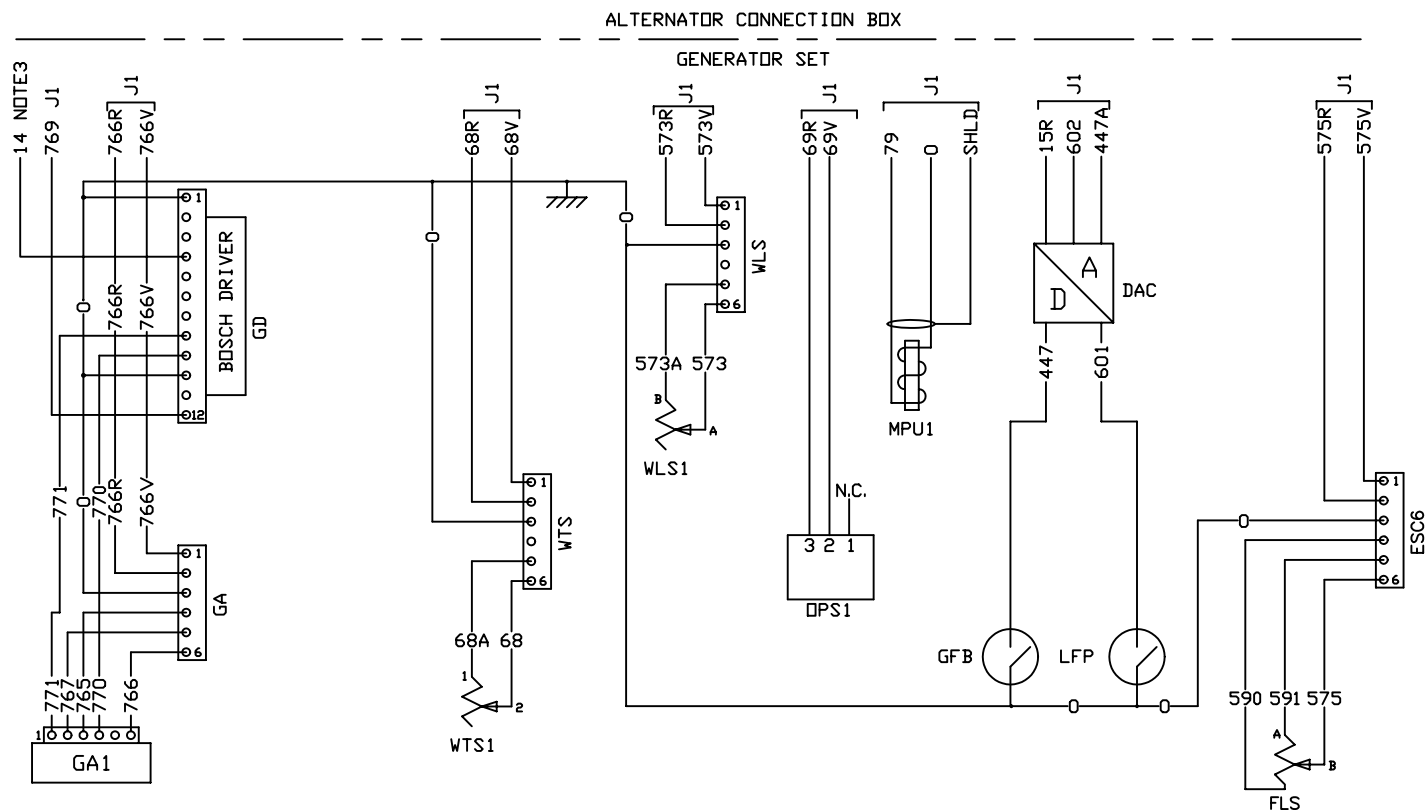 ALTERNATOR CONNECTION BOX
GENERATOR SET
14 NOTE3
769 J1
J1
766R
766V
J1
68R
68V
J1
573R
573V
J1
69R
69V
J1
79
0
SHLD
J1
15R
602
447A
J1
575R
575V
1
BOSCH DRIVER
GD
12
0
766R
766V
0
0
1
WLS
6
573A 573
B
A
WLS1
MPU1
A
D
DAC
447
601
771
0
770
766R
766V
1
GA
6
1
WTS
6
68A 68
1
2
WTS1
N.C.
3 2 1
OPS1
GFB
LFP
0
0
0
1
ESC6
6
590 591 575
A
B
FLS
771
767
765
770
766
1
GA1